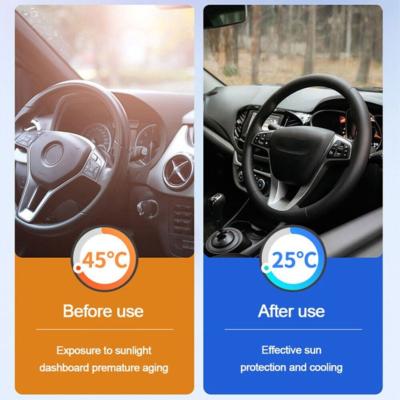 45°C
Before use
Exposure to sunlight
dashboard premature aging
25°C
After use
Effective sun
protection and cooling